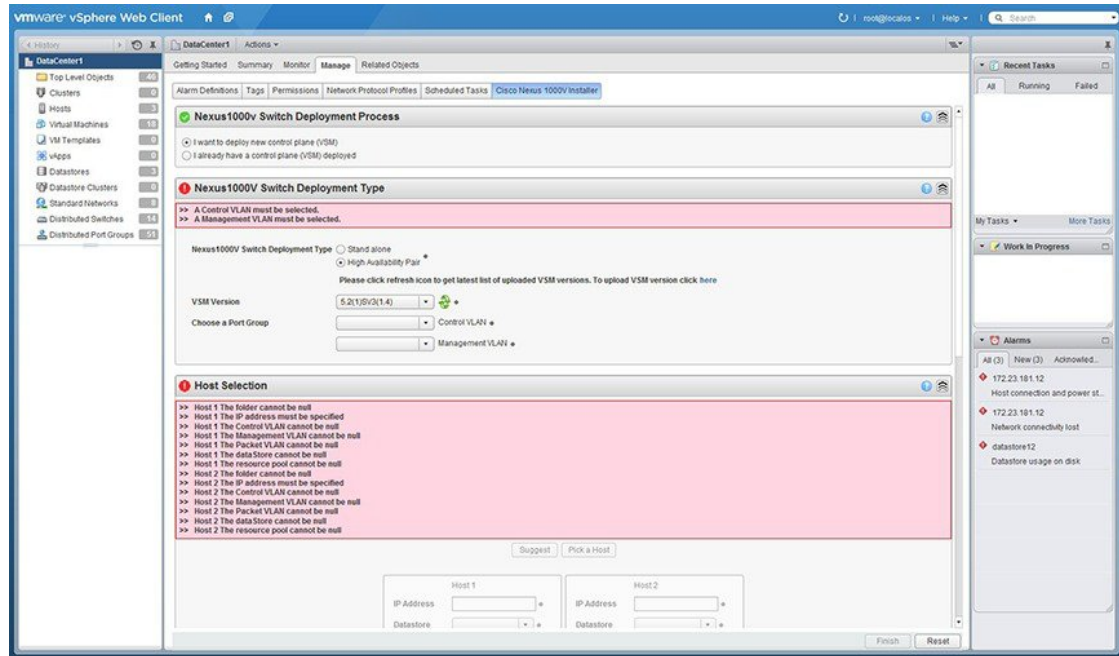 vmware® vSphere Web Client
root@localos
Help
Search
History
DataCenter1
Top Level Objects 46
Clusters 0
Hosts 3
Virtual Machines 18
VM Templates 0
vApps 0
Datastores 3
Datastore Clusters 0
Standard Networks
Distributed Switches 14
Distributed Port Groups 51
DataCenter1 Actions
Getting Started Summary Monitor Manage Related Objects
Alarm Definitions Tags Permissions Network Protocol Profiles Scheduled Tasks Cisco Nexus 1000V Installer
Nexus1000v Switch Deployment Process
I want to deploy new control plane (VSM)
I already have a control plane (VSM) deployed
Nexus1000V Switch Deployment Type
>> A Control VLAN must be selected.
>> A Management VLAN must be selected.
Nexus1000V Switch Deployment Type Stand alone
High Availability Pair *
Please click refresh icon to get latest list of uploaded VSM versions. To upload VSM version click here
VSM Version 5.2(1)SV3(1.4) *
Choose a Port Group Control VLAN *
Management VLAN *
Host Selection
>> Host 1 The folder cannot be null
>> Host 1 The IP address must be specified
>> Host 1 The Control VLAN cannot be null
>> Host 1 The Management VLAN cannot be null
>> Host 1 The Packet VLAN cannot be null
>> Host 1 The dataStore cannot be null
>> Host 1 The resource pool cannot be null
>> Host 2 The folder cannot be null
>> Host 2 The IP address must be specified
>> Host 2 The Control VLAN cannot be null
>> Host 2 The Management VLAN cannot be null
>> Host 2 The Packet VLAN cannot be null
>> Host 2 The dataStore cannot be null
>> Host 2 The resource pool cannot be null
Suggest Pick a Host
Host 1 Host 2
IP Address * IP Address *
Datastore * Datastore *
Finish Reset
Recent Tasks
All Running Failed
My Tasks More Tasks
Work In Progress
Alarms
All (3) New (3) Acknowled...
172.23.181.12
Host connection and power st...
172.23.181.12
Network connectivity lost
datastore12
Datastore usage on disk